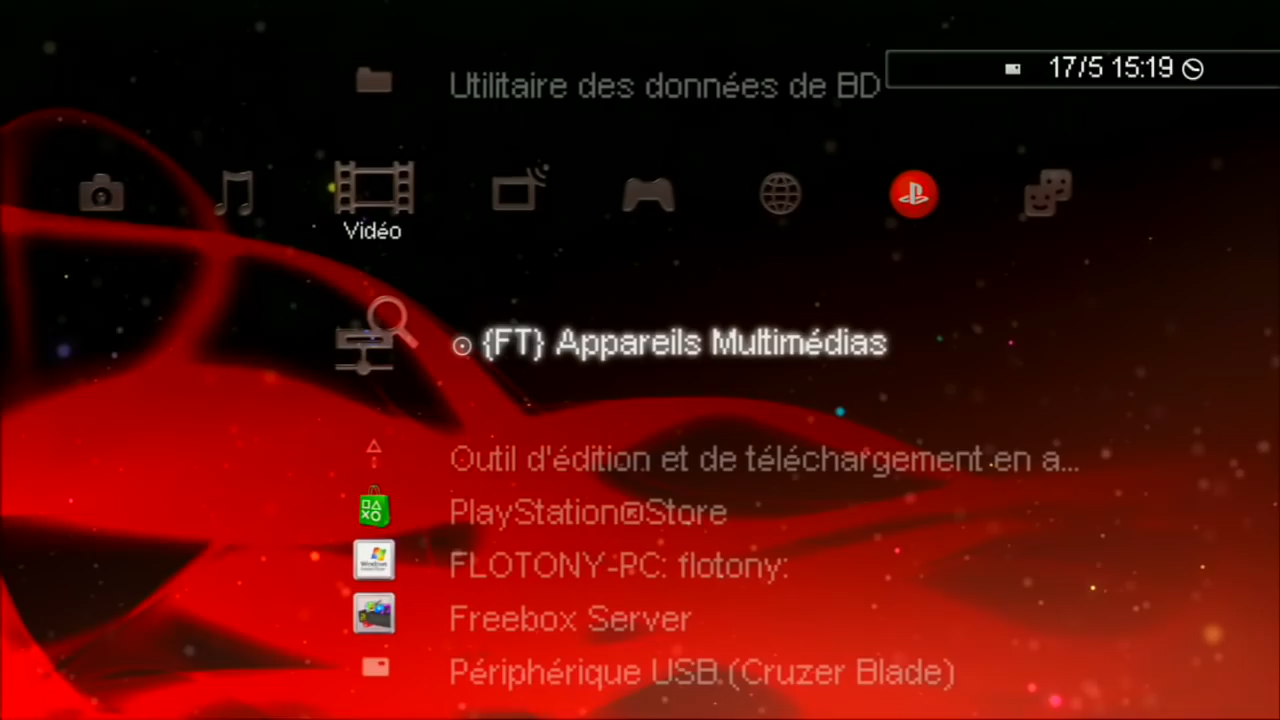 Utilitaire des données de BD
17/5 15:19
Vidéo
{FT} Appareils Multimédias
Outil d'édition et de téléchargement en a...
PlayStation®Store
FLOTONY-PC: flotony:
Freebox Server
Périphérique USB (Cruzer Blade)